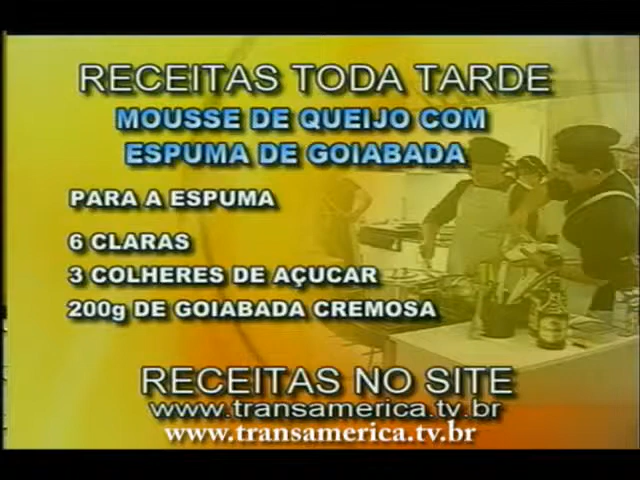 RECEITAS TODA TARDE
MOUSSE DE QUEIJO COM
ESPUMA DE GOIABADA
PARA A ESPUMA
6 CLARAS
3 COLHERES DE AÇUCAR
200g DE GOIABADA CREMOSA
RECEITAS NO SITE
www.transamerica.tv.br
www.transamerica.tv.br